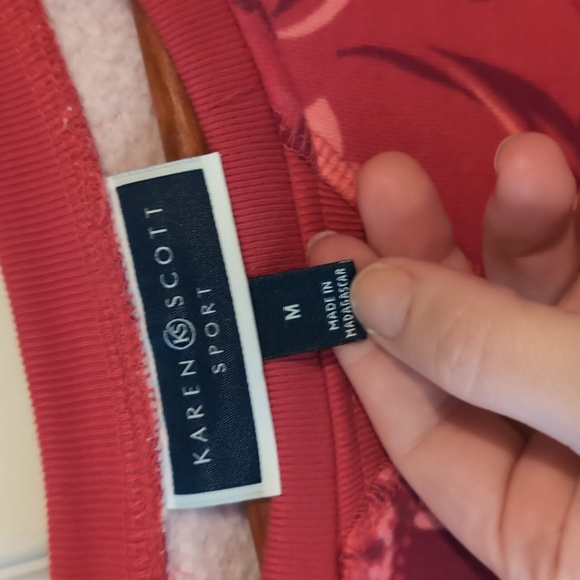 KAREN KS SCOTT
SPORT
M
MADE IN
MADAGASCAR